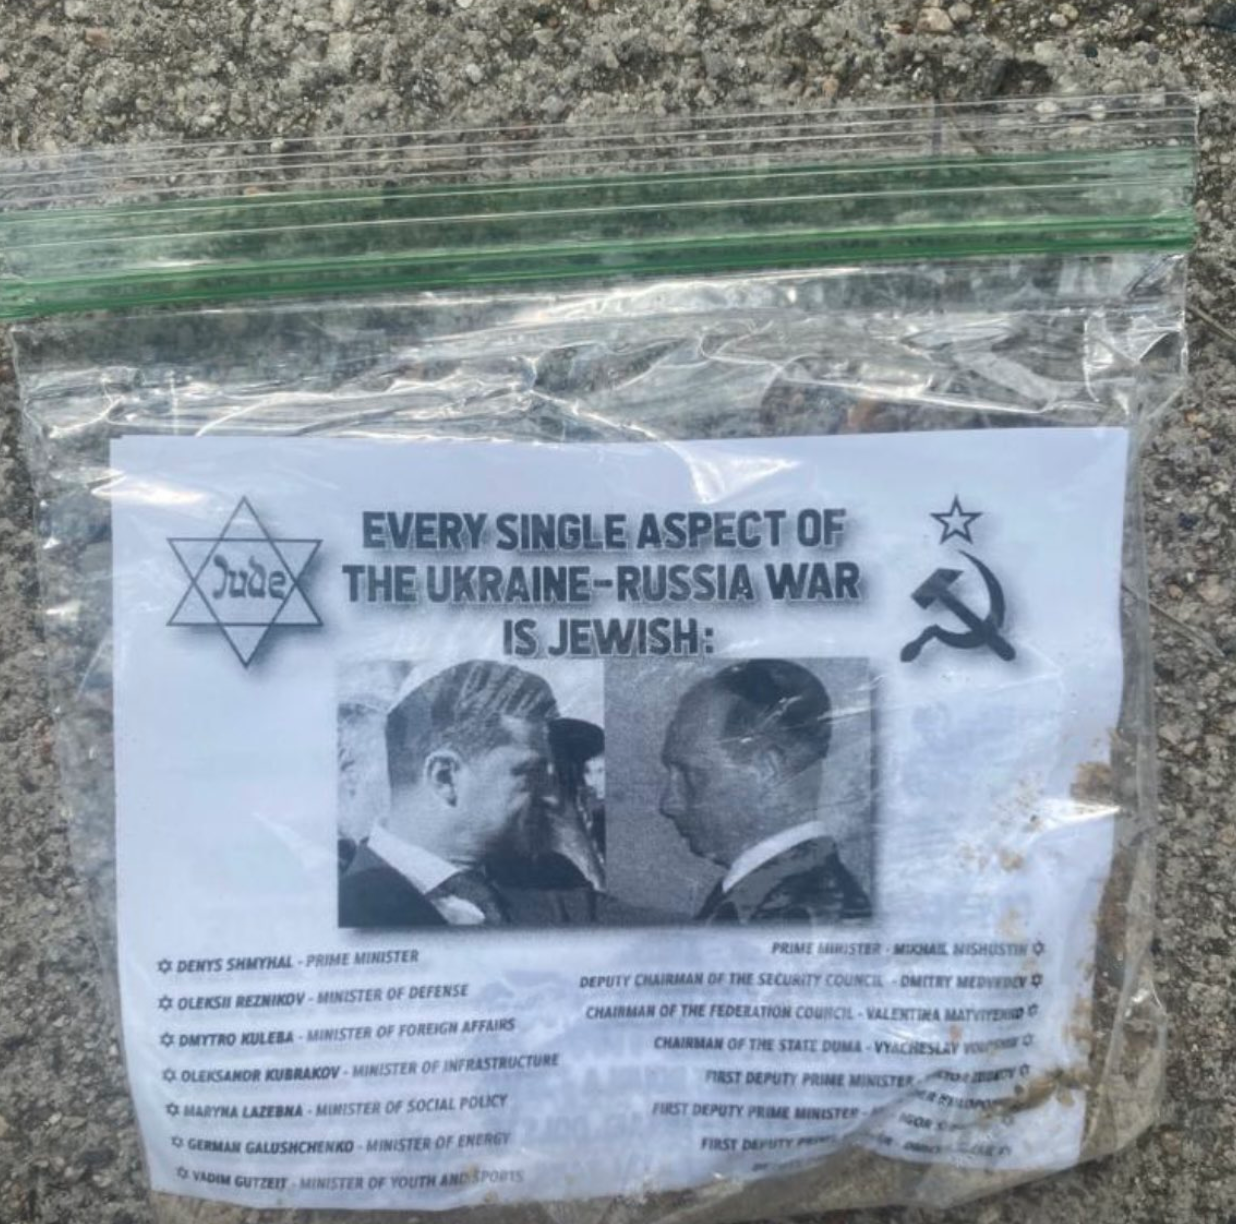 Jude
EVERY SINGLE ASPECT OF
THE UKRAINE-RUSSIA WAR
IS JEWISH:
DENYS SHMYHAL - PRIME MINISTER
OLEKSII REZNIKOV - MINISTER OF DEFENSE
DMYTRO KULEBA - MINISTER OF FOREIGN AFFAIRS
OLEKSANDR KUBRAKOV - MINISTER OF INFRASTRUCTURE
MARYNA LAZEBNA - MINISTER OF SOCIAL POLICY
GERMAN GALUSHCHENKO - MINISTER OF ENERGY
VADIM GUTZEIT - MINISTER OF YOUTH AND SPORTS
PRIME MINISTER - MIKHAIL MISHUSTIN
DEPUTY CHAIRMAN OF THE SECURITY COUNCIL - DMITRY MEDVEDEV
CHAIRMAN OF THE FEDERATION COUNCIL - VALENTINA MATVIYENKO
CHAIRMAN OF THE STATE DUMA - VYACHESLAV
FIRST DEPUTY PRIME MINISTER -
FIRST DEPUTY PRIME MINISTER -
FIRST DEPUTY